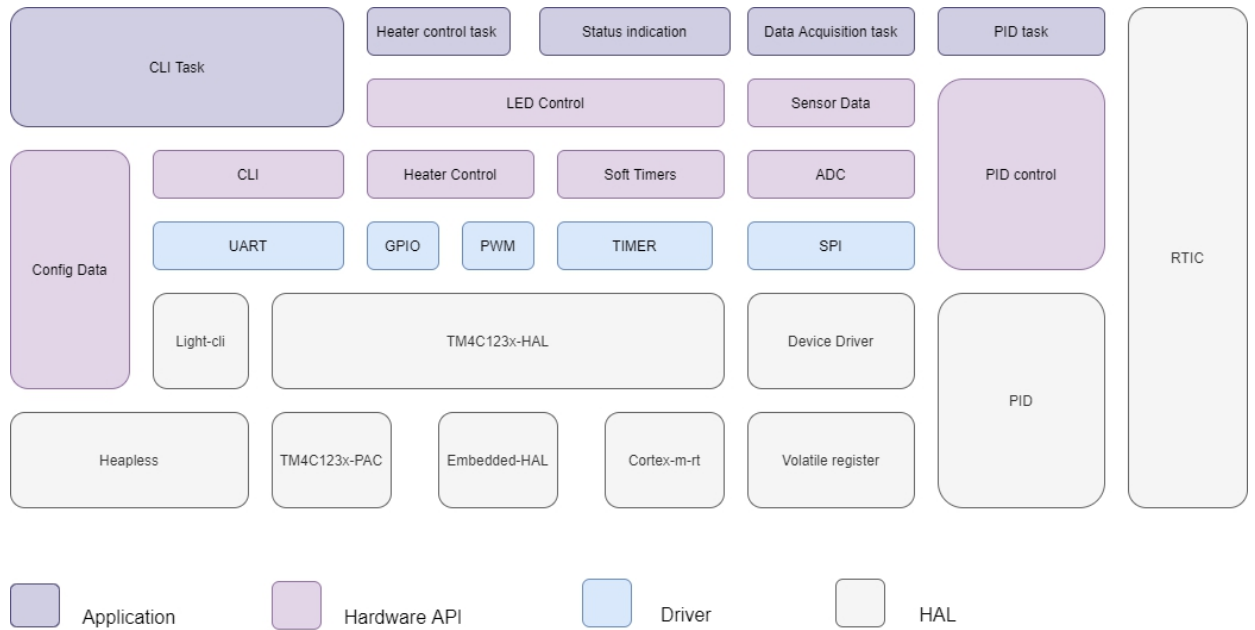 CLI Task
Heater control task
Status indication
Data Acquisition task
PID task
LED Control
Sensor Data
Config Data
CLI
Heater Control
Soft Timers
ADC
PID control
UART
GPIO
PWM
TIMER
SPI
RTIC
Light-cli
TM4C123x-HAL
Device Driver
PID
Heapless
TM4C123x-PAC
Embedded-HAL
Cortex-m-rt
Volatile register
Application
Hardware API
Driver
HAL